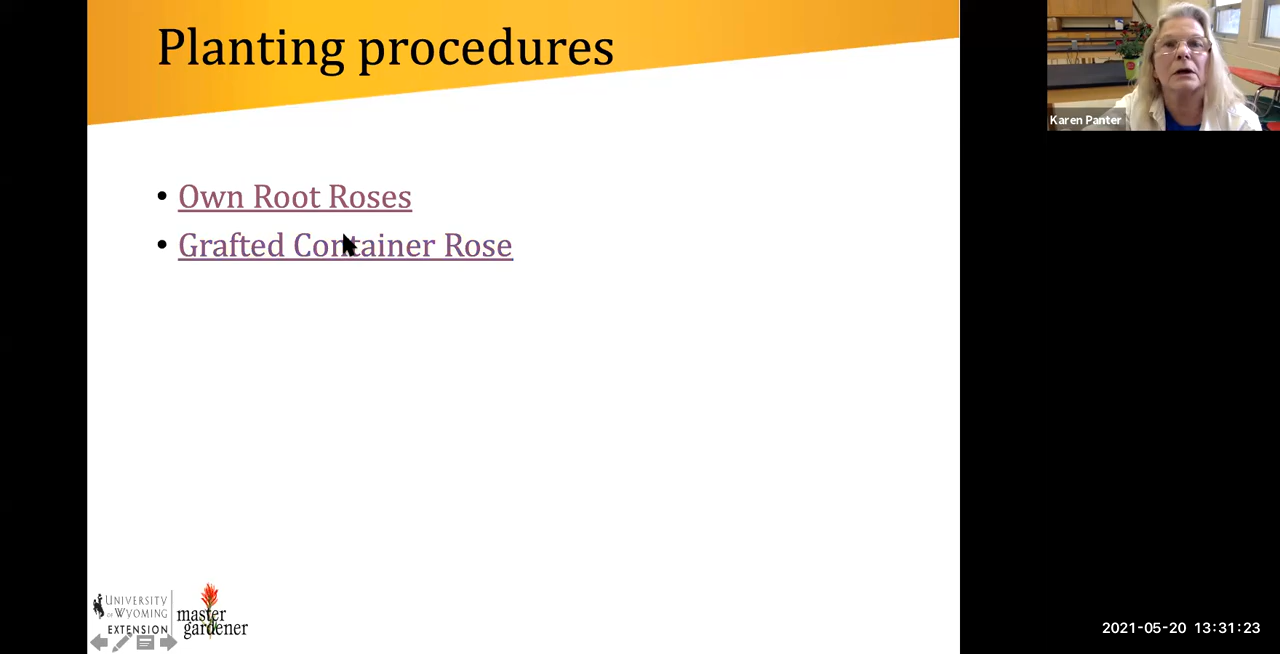 Planting procedures
Karen Panter
• Own Root Roses
• Grafted Container Rose
UNIVERSITY
OF WYOMING
EXTENSION
master
gardener
2021-05-20 13:31:23